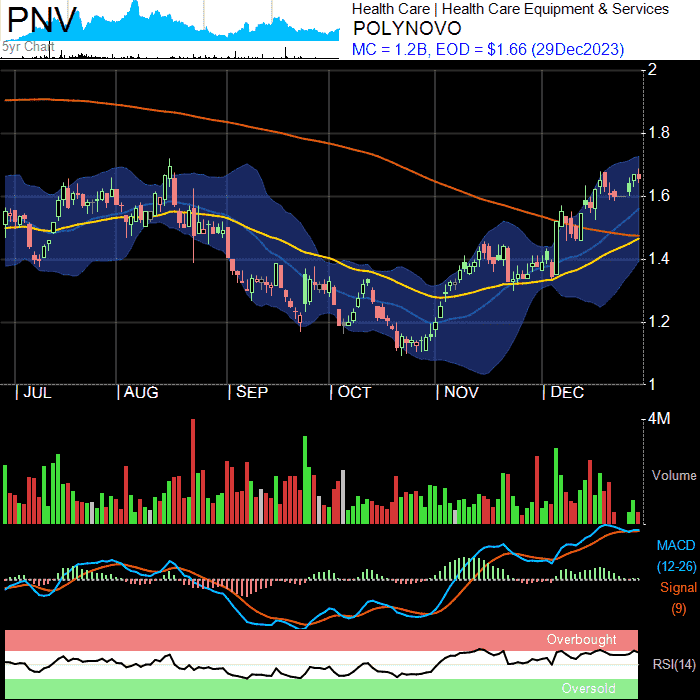 PNV
5yr Chart
Health Care | Health Care Equipment & Services
POLYNOVO
MC = 1.2B, EOD = $1.66 (29Dec2023)
2
1.8
1.6
1.4
1.2
1
| JUL | AUG | SEP | OCT | NOV | DEC
4M
Volume
MACD
(12-26)
Signal
(9)
Overbought
RSI(14)
Oversold